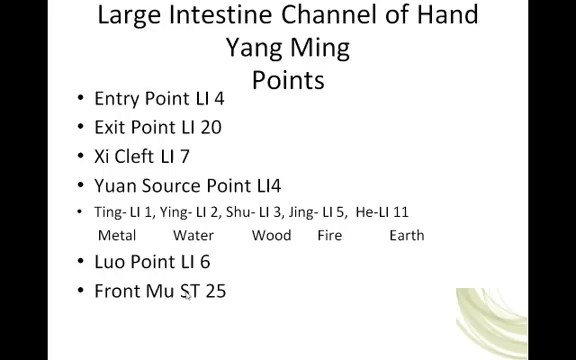 Large Intestine Channel of Hand
Yang Ming
Points
• Entry Point LI 4
• Exit Point LI 20
• Xi Cleft LI 7
• Yuan Source Point LI4
• Ting- LI 1, Ying- LI 2, Shu- LI 3, Jing- LI 5, He-LI 11
Metal Water Wood Fire Earth
• Luo Point LI 6
• Front Mu ST 25